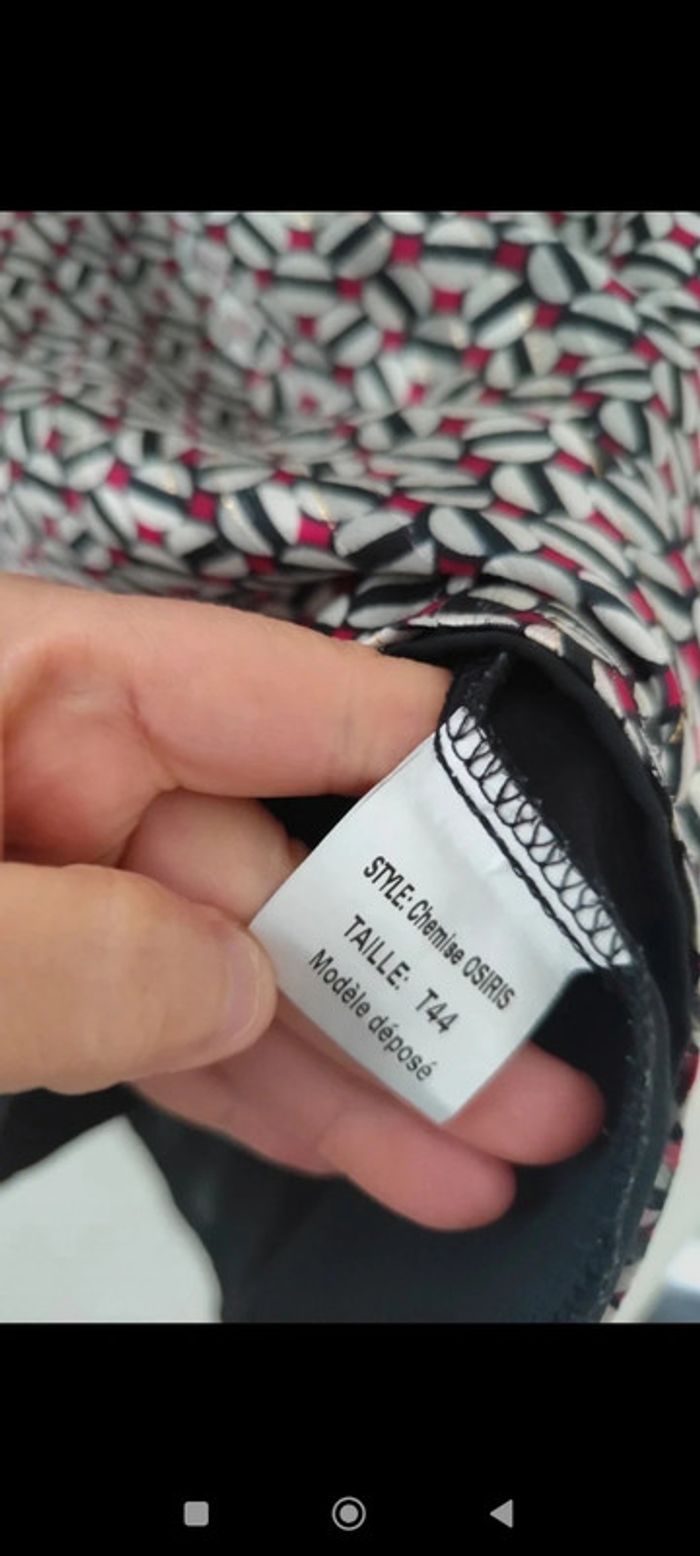 STYLE: Chemise OSIRIS
TAILLE: T44
Modèle déposé